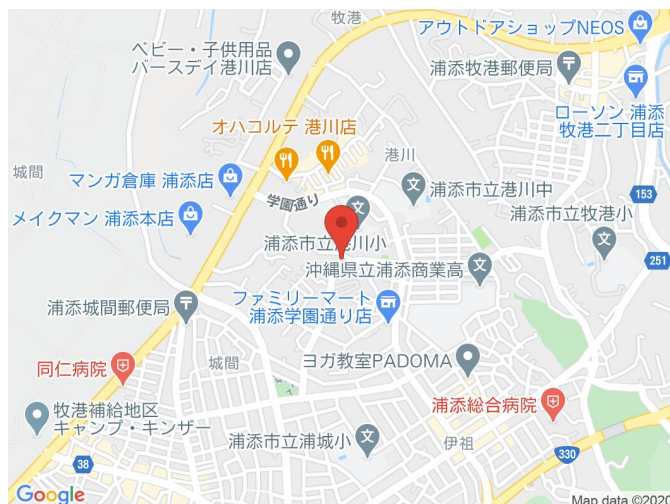 牧港
アウトドアショップNEOS
ベビー・子供用品
バースデイ港川店
浦添牧港郵便局
ローソン 浦添
牧港二丁目店
オハコルテ 港川店
港川
城間
マンガ倉庫 浦添店
浦添市立港川中
153
学園通り
メイクマン 浦添本店
浦添市立牧港小
浦添市立港川小
沖縄県立浦添商業高
251
浦添城間郵便局
ファミリーマート
浦添学園通り店
城間
ヨガ教室PADOMA
同仁病院
浦添総合病院
牧港補給地区
キャンプ・キンザー
浦添市立浦城小
伊祖
330
38
Google
Map data ©2020